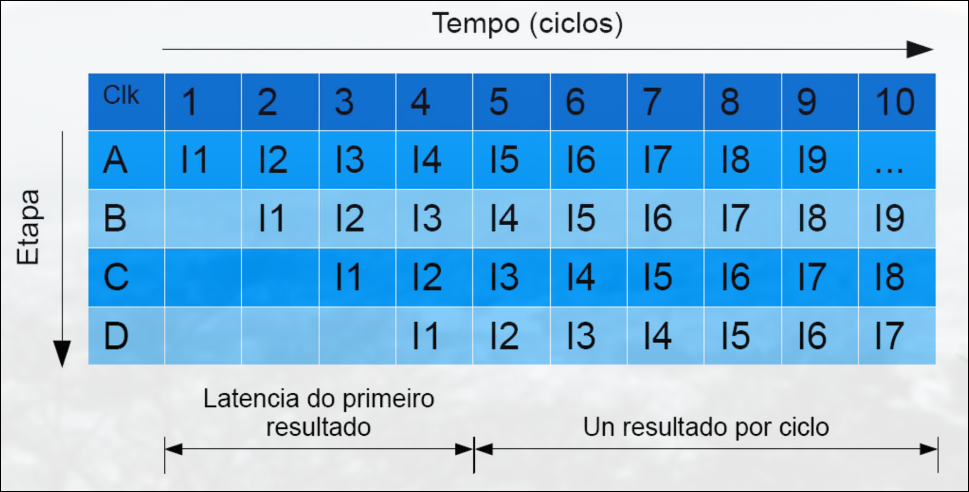 Tempo (ciclos)
Clk 1 2 3 4 5 6 7 8 9 10
A I1 I2 I3 I4 I5 I6 I7 I8 I9 ...
B I1 I2 I3 I4 I5 I6 I7 I8 I9
C I1 I2 I3 I4 I5 I6 I7 I8
D I1 I2 I3 I4 I5 I6 I7
Etapa
Latencia do primeiro
resultado
Un resultado por ciclo